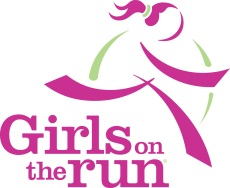 Girls on
the run